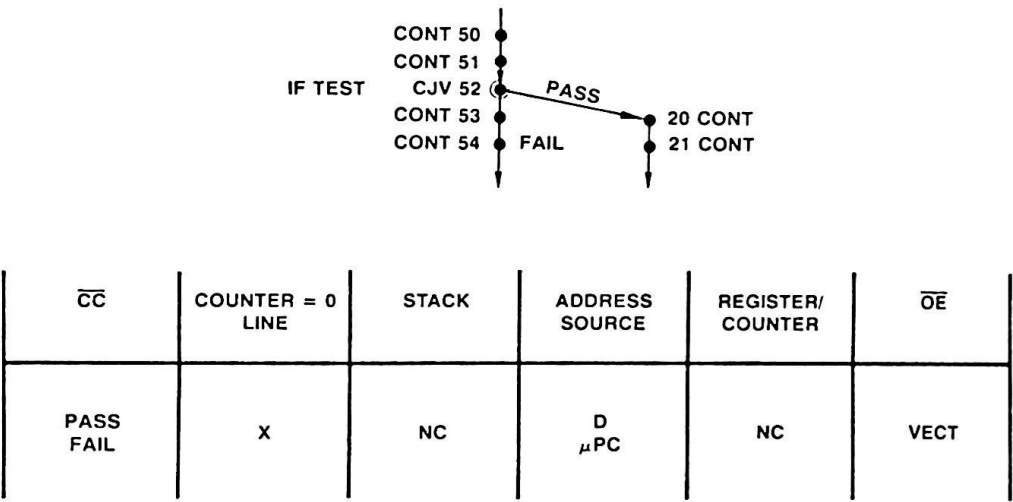 CONT 50
CONT 51
IF TEST CJV 52 PASS
CONT 53 20 CONT
CONT 54 FAIL 21 CONT
CC COUNTER = 0 LINE STACK ADDRESS SOURCE REGISTER/ COUNTER OE
PASS FAIL X NC D μPC NC VECT